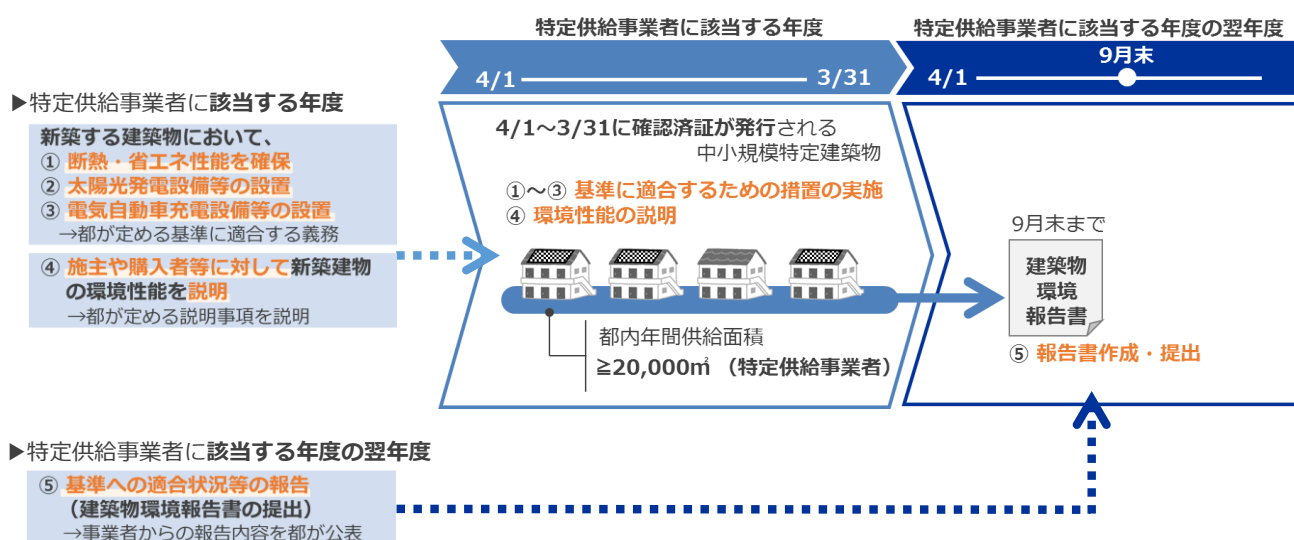 特定供給事業者に該当する年度
特定供給事業者に該当する年度の翌年度
4/1
3/31
4/1
9月末
▶特定供給事業者に該当する年度
新築する建築物において、
① 断熱・省エネ性能を確保
② 太陽光発電設備等の設置
③ 電気自動車充電設備等の設置
→都が定める基準に適合する義務
④ 施主や購入者等に対して新築建物
の環境性能を説明
→都が定める説明事項を説明
4/1～3/31に確認済証が発行される
中小規模特定建築物
①～③ 基準に適合するための措置の実施
④ 環境性能の説明
都内年間供給面積
≧20,000㎡ （特定供給事業者）
9月末まで
建築物
環境
報告書
⑤ 報告書作成・提出
▶特定供給事業者に該当する年度の翌年度
⑤ 基準への適合状況等の報告
（建築物環境報告書の提出）
→事業者からの報告内容を都が公表